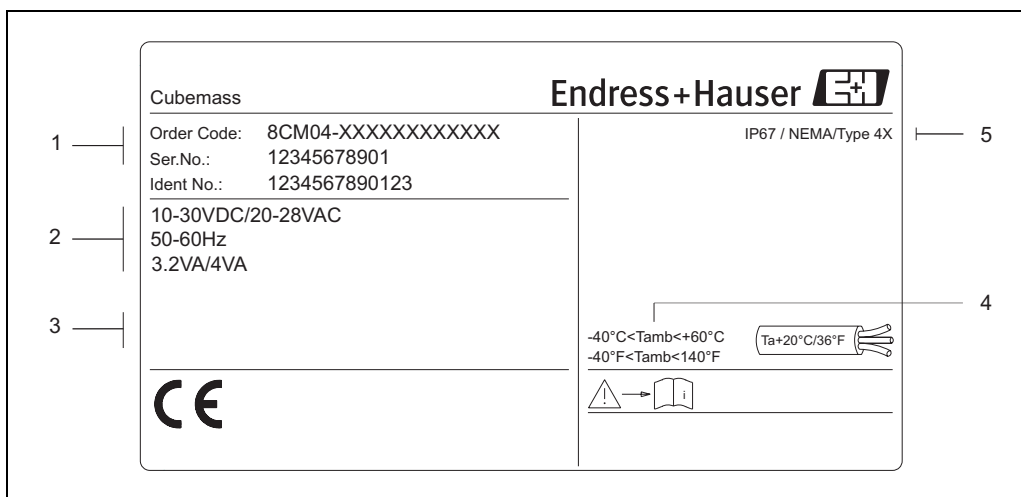 Cubemass
Endress+Hauser
1
Order Code: 8CM04-XXXXXXXXXXXX
Ser.No.: 12345678901
Ident No.: 1234567890123
IP67 / NEMA/Type 4X
5
2
10-30VDC/20-28VAC
50-60Hz
3.2VA/4VA
3
4
-40°C<Tamb<+60°C
-40°F<Tamb<140°F
Ta+20°C/36°F
CE
i